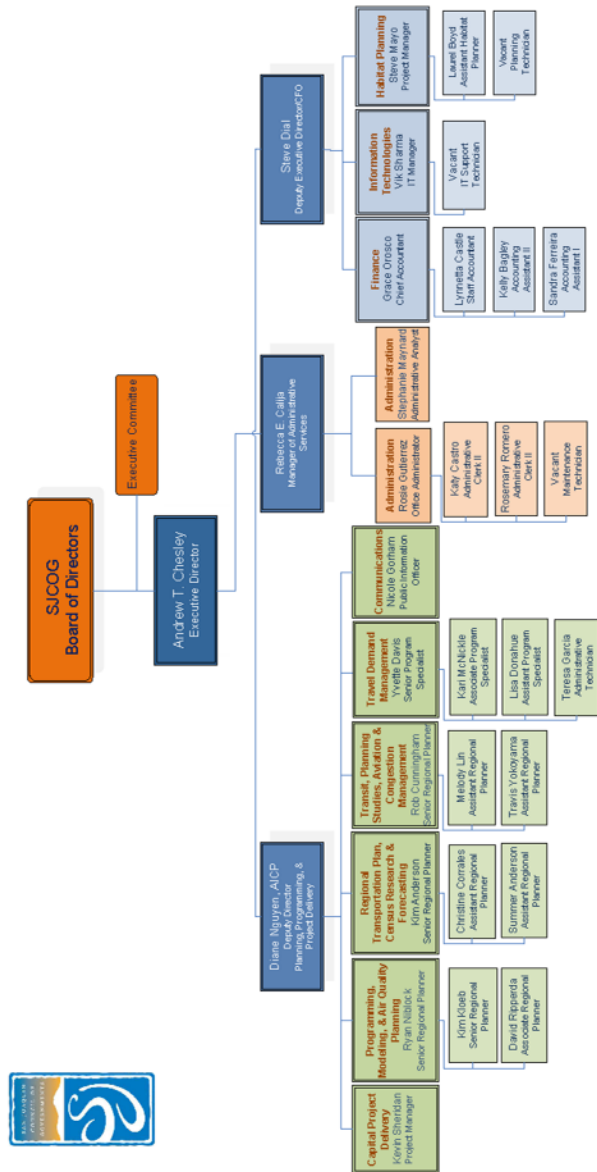 SAN JOAQUIN
COUNCIL OF
GOVERNMENTS
SJCOG
Board of Directors
Executive Committee
Andrew T. Chesley
Executive Director
Diane Nguyen, AICP
Deputy Director
Planning, Programming, &
Project Delivery
Rebecca E. Calija
Manager of Administrative
Services
Steve Dial
Deputy Executive Director/CFO
Capital Project
Delivery
Kevin Sheridan
Project Manager
Programming,
Modeling, & Air Quality
Planning
Ryan Niblock
Senior Regional Planner
Kim Kloeb
Senior Regional
Planner
David Ripperda
Associate Regional
Planner
Regional
Transportation Plan,
Census Research &
Forecasting
Kim Anderson
Senior Regional Planner
Christine Corrales
Assistant Regional
Planner
Summer Anderson
Assistant Regional
Planner
Transit, Planning
Studies, Aviation &
Congestion
Management
Rob Cunningham
Senior Regional Planner
Melody Lin
Assistant Regional
Planner
Travis Yokoyama
Assistant Regional
Planner
Travel Demand
Management
Yvette Davis
Senior Program
Specialist
Kari McNickle
Associate Program
Specialist
Lisa Donahue
Assistant Program
Specialist
Teresa Garcia
Administrative
Technician
Communications
Nicole Gorham
Public Information
Officer
Administration
Rosie Gutierrez
Office Administrator
Katy Castro
Administrative
Clerk II
Rosemary Romero
Administrative
Clerk II
Vacant
Maintenance
Technician
Administration
Stephanie Maynard
Administrative Analyst
Finance
Grace Orosco
Chief Accountant
Lynnetta Castle
Staff Accountant
Kelly Bagley
Accounting
Assistant II
Sandra Ferreira
Accounting
Assistant I
Information
Technologies
Vik Sharma
IT Manager
Vacant
IT Support
Technician
Habitat Planning
Steve Mayo
Project Manager
Laurel Boyd
Assistant Habitat
Planner
Vacant
Planning
Technician